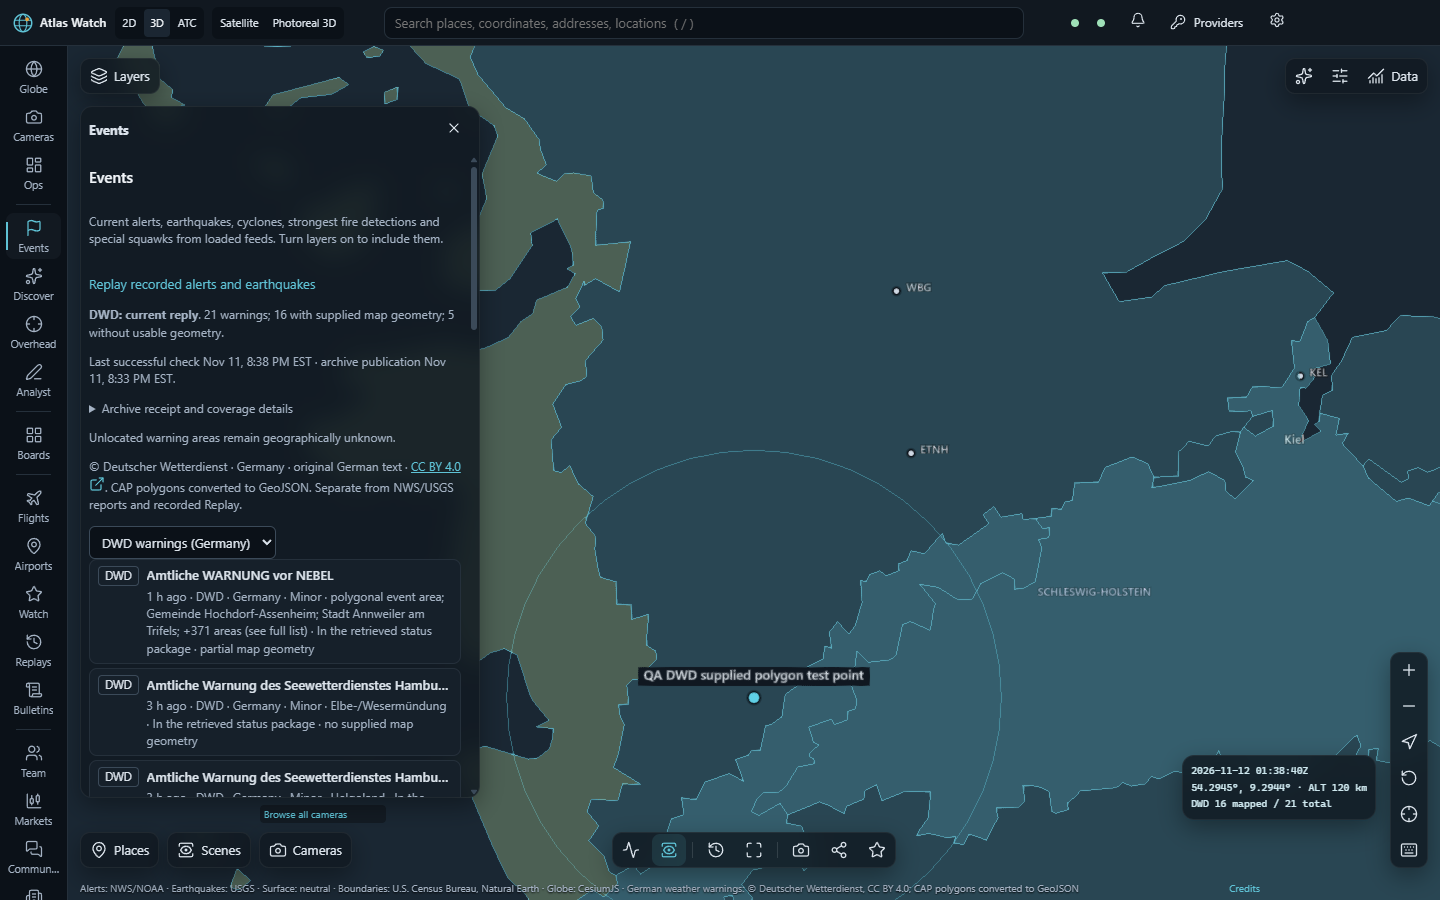 Atlas Watch
2D
3D
ATC
Satellite
Photoreal 3D
Search places, coordinates, addresses, locations ( / )
Providers
Globe
Cameras
Ops
Events
Discover
Overhead
Analyst
Boards
Flights
Airports
Watch
Replays
Bulletins
Team
Markets
Commun...
Layers
Data
Events
Events
Current alerts, earthquakes, cyclones, strongest fire detections and
special squawks from loaded feeds. Turn layers on to include them.
Replay recorded alerts and earthquakes
DWD: current reply. 21 warnings; 16 with supplied map geometry; 5
without usable geometry.
Last successful check Nov 11, 8:38 PM EST · archive publication Nov
11, 8:33 PM EST.
Archive receipt and coverage details
Unlocated warning areas remain geographically unknown.
© Deutscher Wetterdienst · Germany · original German text · CC BY 4.0
. CAP polygons converted to GeoJSON. Separate from NWS/USGS
reports and recorded Replay.
DWD warnings (Germany)
DWD
Amtliche WARNUNG vor NEBEL
1 h ago · DWD · Germany · Minor · polygonal event area;
Gemeinde Hochdorf-Assenheim; Stadt Annweiler am
Trifels; +371 areas (see full list) · In the retrieved status
package · partial map geometry
DWD
Amtliche Warnung des Seewetterdienstes Hambu...
3 h ago · DWD · Germany · Minor · Elbe-/Wesermündung
· In the retrieved status package · no supplied map
geometry
DWD
Amtliche Warnung des Seewetterdienstes Hambu...
3 h ago · DWD · Germany · Minor · Helgoland · In the
Browse all cameras
Places
Scenes
Cameras
WBG
ETNH
KEL
Kiel
SCHLESWIG-HOLSTEIN
QA DWD supplied polygon test point
2026-11-12 01:38:40Z
54.2945°, 9.2944° · ALT 120 km
DWD 16 mapped / 21 total
Alerts: NWS/NOAA · Earthquakes: USGS · Surface: neutral · Boundaries: U.S. Census Bureau, Natural Earth · Globe: CesiumJS · German weather warnings: © Deutscher Wetterdienst, CC BY 4.0; CAP polygons converted to GeoJSON
Credits